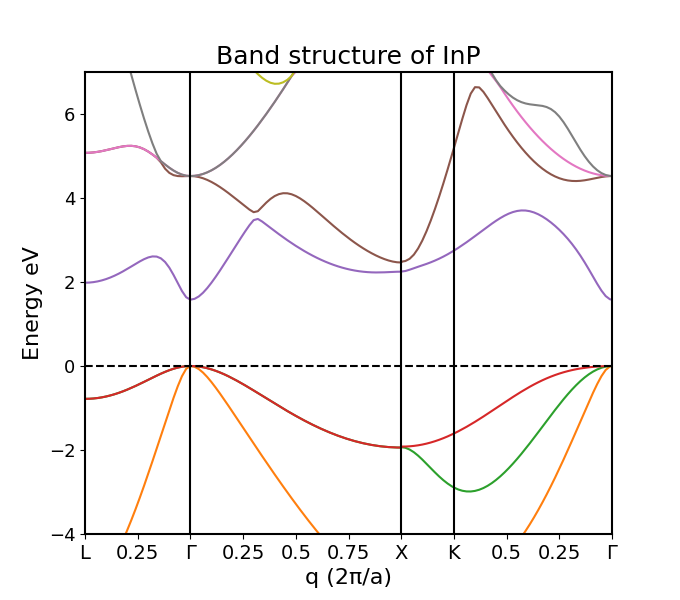 Band structure of InP
Energy eV
6
4
2
0
−2
−4
L 0.25 Γ 0.25 0.5 0.75 X K 0.5 0.25 Γ
q (2π/a)